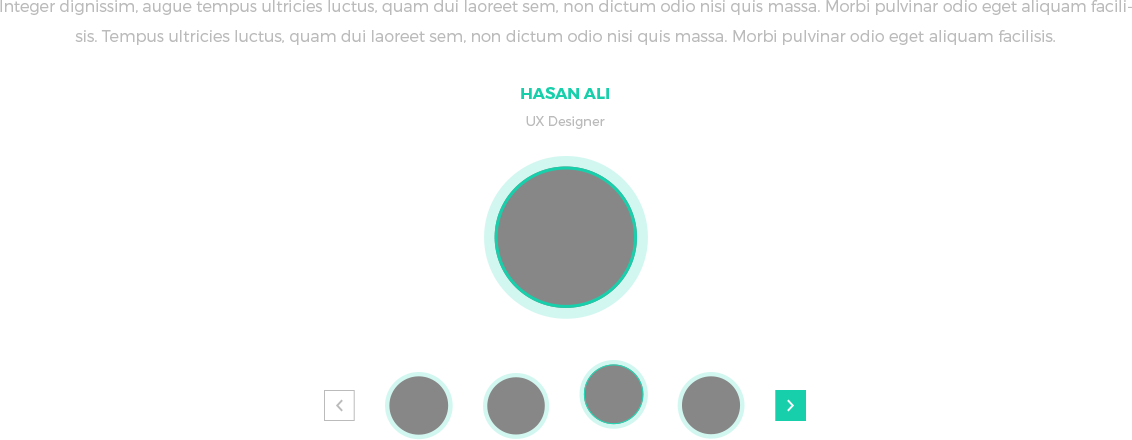 Integer dignissim, augue tempus ultricies luctus, quam dui laoreet sem, non dictum odio nisi quis massa. Morbi pulvinar odio eget aliquam facili-
sis. Tempus ultricies luctus, quam dui laoreet sem, non dictum odio nisi quis massa. Morbi pulvinar odio eget aliquam facilisis.
HASAN ALI
UX Designer